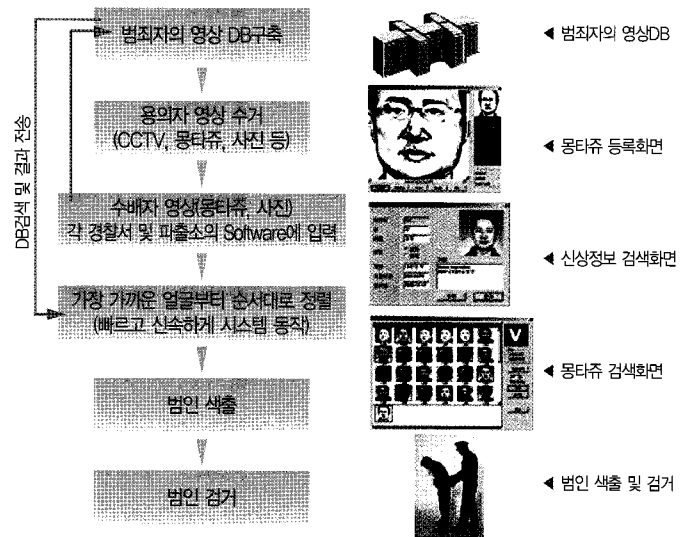 범죄자의 영상 DB구축
용의자 영상 수거
(CCTV, 몽타쥬, 사진 등)
수배자 영상(몽타쥬, 사진)
각 경찰서 및 파출소의 Software에 입력
가장 가까운 얼굴부터 순서대로 정렬
(빠르고 신속하게 시스템 동작)
범인 색출
범인 검거
DB검색 및 결과 전송
◀ 범죄자의 영상DB
◀ 몽타쥬 등록화면
◀ 신상정보 검색화면
◀ 몽타쥬 검색화면
V
◀ 범인 색출 및 검거